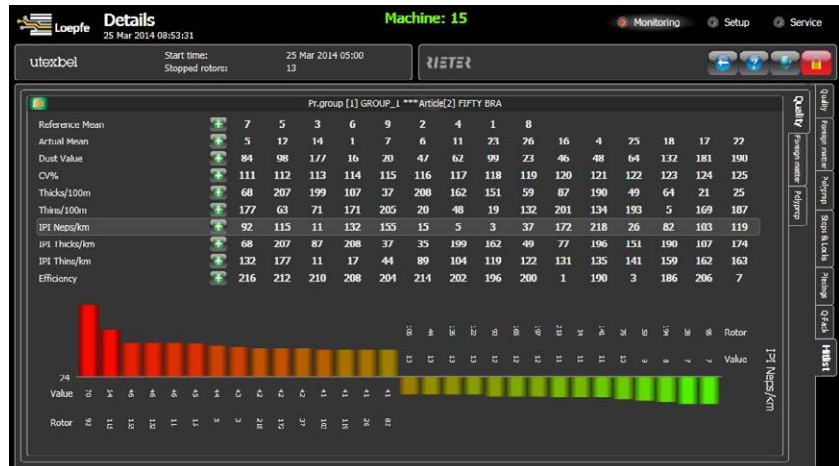 Loepfe
Details
25 Mar 2014 08:53:31
Machine: 15
Monitoring
Setup
Service
utexbel
Start time: 25 Mar 2014 05:00
Stopped rotors: 13
RIETER
Pr.group [1] GROUP_1 ***Article[2] FIFTY BRA
Reference Mean 7 5 3 6 9 2 4 1 8
Actual Mean 5 12 14 1 7 6 11 23 26 16 4 25 18 17 22
Dust Value 84 98 177 16 20 47 62 99 23 46 48 64 132 181 190
CV% 111 112 113 114 115 116 117 118 119 120 121 122 123 124 125
Thicks/100m 68 207 199 107 37 208 162 151 59 87 190 49 64 21 25
Thins/100m 177 63 71 171 205 20 48 19 132 201 134 193 5 169 187
IPI Neps/km 92 115 11 132 155 15 5 3 37 172 218 26 82 103 119
IPI Thicks/km 68 207 87 208 37 35 199 162 49 77 196 151 190 107 174
IPI Thins/km 132 177 11 17 44 89 104 119 122 131 135 141 159 162 163
Efficiency 216 212 210 208 204 214 202 196 200 1 190 3 186 206 7
Rotor
Value
74
Value
Rotor
IPI Neps/km
Quality
Foreign matter
Polyprop
Quality
Foreign matter
Polyprop
Stops & Locks
Piecings
Q-Pack
Hitlist